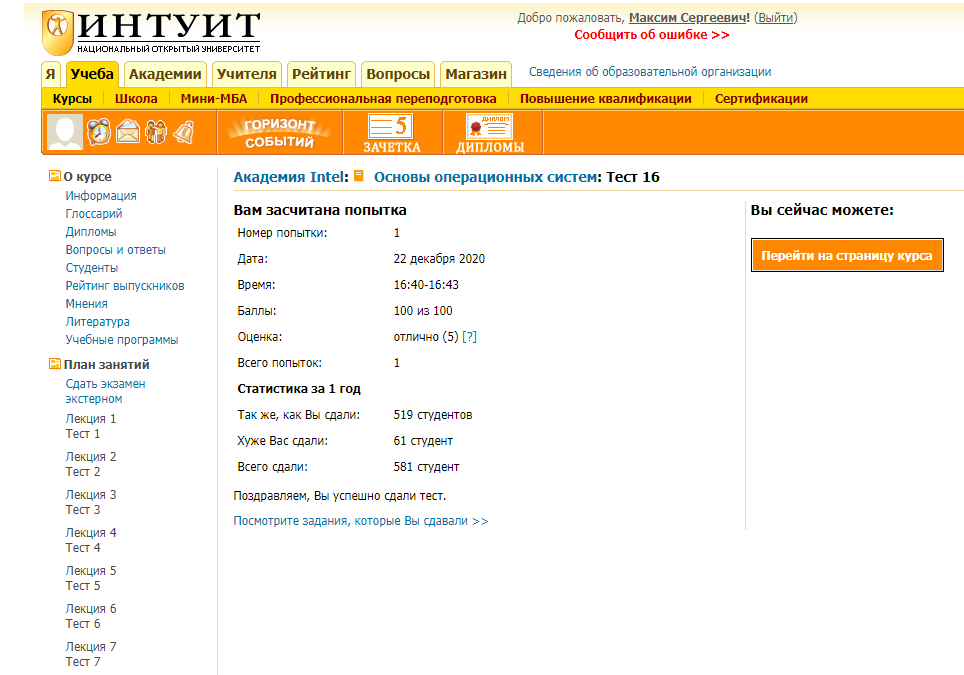 ИНТУИТ
НАЦИОНАЛЬНЫЙ ОТКРЫТЫЙ УНИВЕРСИТЕТ
Добро пожаловать, Максим Сергеевич! (Выйти)
Сообщить об ошибке >>
Я Учеба Академии Учителя Рейтинг Вопросы Магазин Сведения об образовательной организации
Курсы Школа Мини-МБА Профессиональная переподготовка Повышение квалификации Сертификации
ГОРИЗОНТ СОБЫТИЙ
5 ЗАЧЕТКА
ДИПЛОМ ДИПЛОМЫ
О курсе
Информация
Глоссарий
Дипломы
Вопросы и ответы
Студенты
Рейтинг выпускников
Мнения
Литература
Учебные программы
План занятий
Сдать экзамен
экстерном
Лекция 1
Тест 1
Лекция 2
Тест 2
Лекция 3
Тест 3
Лекция 4
Тест 4
Лекция 5
Тест 5
Лекция 6
Тест 6
Лекция 7
Тест 7
Академия Intel: Основы операционных систем: Тест 16
Вам засчитана попытка
Номер попытки: 1
Дата: 22 декабря 2020
Время: 16:40-16:43
Баллы: 100 из 100
Оценка: отлично (5) [?]
Всего попыток: 1
Статистика за 1 год
Так же, как Вы сдали: 519 студентов
Хуже Вас сдали: 61 студент
Всего сдали: 581 студент
Поздравляем, Вы успешно сдали тест.
Посмотрите задания, которые Вы сдавали >>
Вы сейчас можете:
Перейти на страницу курса